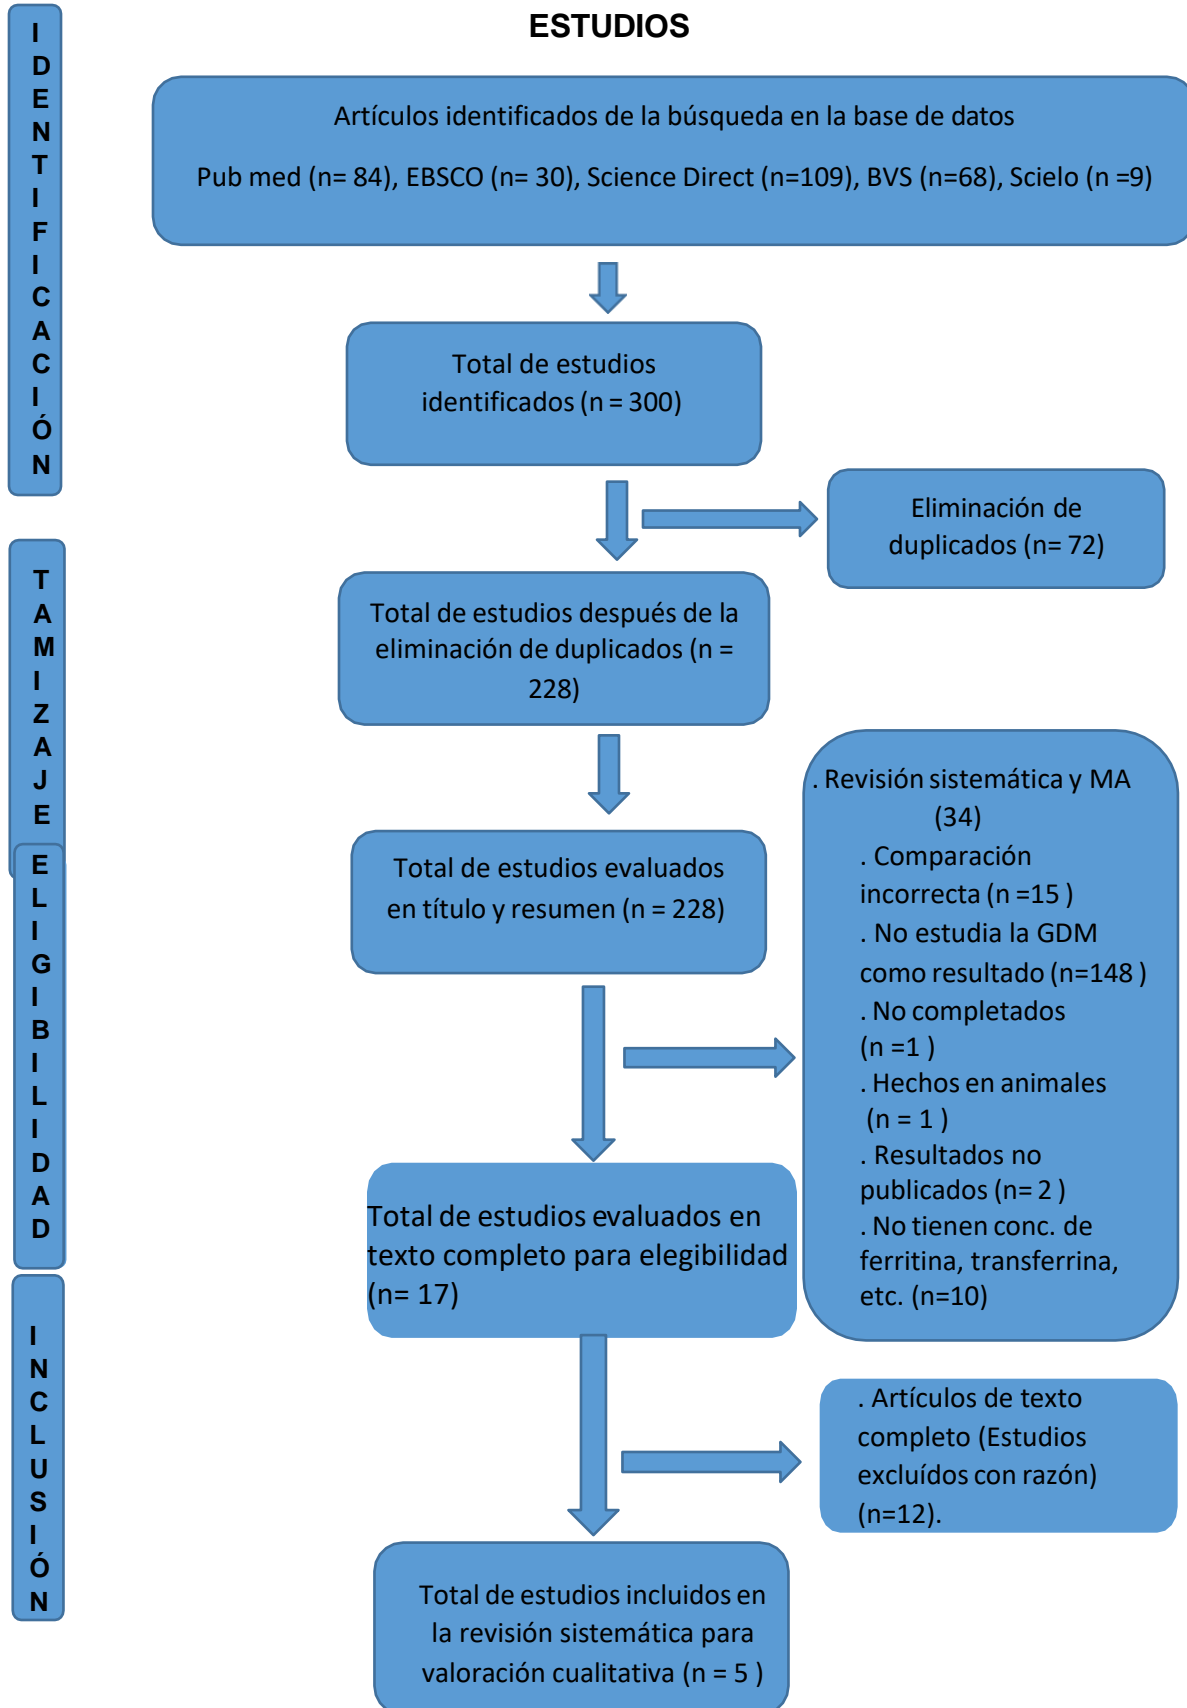 ESTUDIOS
IDENTIFICACIÓN
Artículos identificados de la búsqueda en la base de datos
Pub med (n= 84), EBSCO (n= 30), Science Direct (n=109), BVS (n=68), Scielo (n =9)
Total de estudios
identificados (n = 300)
Eliminación de
duplicados (n= 72)
TAMIZAJE
Total de estudios después de la
eliminación de duplicados (n =
228)
Total de estudios evaluados
en título y resumen (n = 228)
. Revisión sistemática y MA
(34)
. Comparación
incorrecta (n =15 )
. No estudia la GDM
como resultado (n=148 )
. No completados
(n =1 )
. Hechos en animales
(n = 1 )
. Resultados no
publicados (n= 2 )
. No tienen conc. de
ferritina, transferrina,
etc. (n=10)
ELIGIBILIDAD
Total de estudios evaluados en
texto completo para elegibilidad
(n= 17)
. Artículos de texto
completo (Estudios
excluídos con razón)
(n=12).
INCLUSIÓN
Total de estudios incluidos en
la revisión sistemática para
valoración cualitativa (n = 5 )